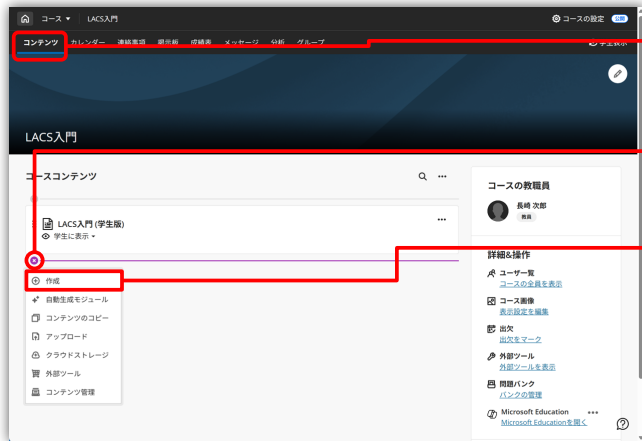 コース LACS入門 コースの設定 公開
コンテンツ カレンダー 連絡事項 掲示板 成績表 メッセージ 分析 グループ 学生表示
LACS入門
コースコンテンツ
LACS入門 (学生版)
学生に表示
作成
自動生成モジュール
コンテンツのコピー
アップロード
クラウドストレージ
外部ツール
コンテンツ管理
コースの教職員
長崎 次郎
教員
詳細&操作
ユーザ一覧
コースの全員を表示
コース画像
表示設定を編集
出欠
出欠をマーク
外部ツール
外部ツールを表示
問題バンク
バンクの管理
Microsoft Education
Microsoft Educationを開く